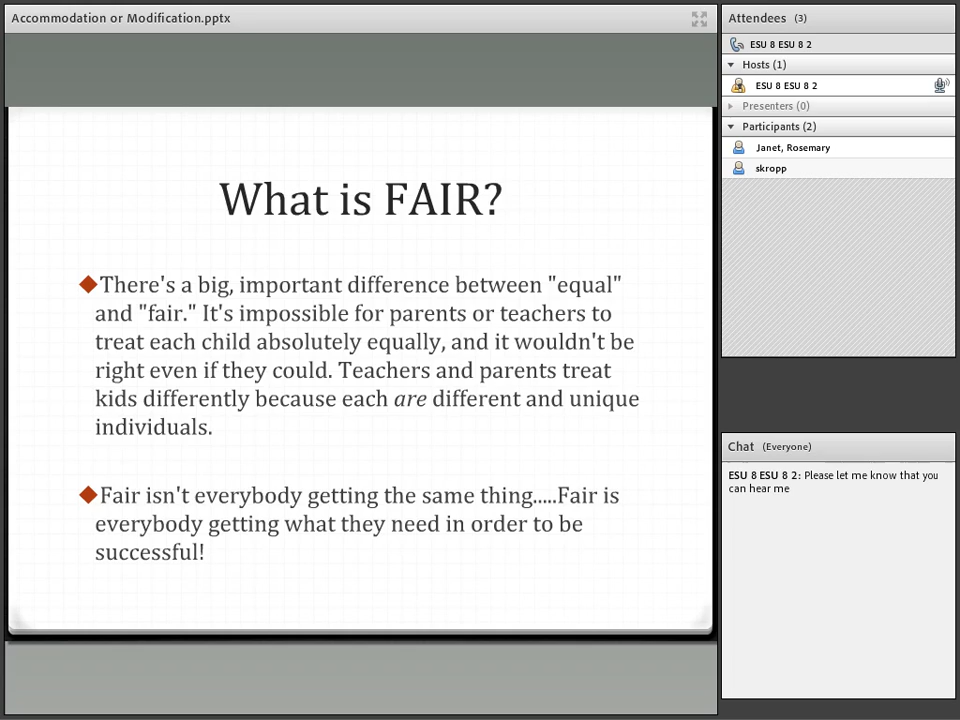 Accommodation or Modification.pptx
What is FAIR?
There's a big, important difference between "equal"
and "fair." It's impossible for parents or teachers to
treat each child absolutely equally, and it wouldn't be
right even if they could. Teachers and parents treat
kids differently because each are different and unique
individuals.
Fair isn't everybody getting the same thing.....Fair is
everybody getting what they need in order to be
successful!
Attendees (3)
ESU 8 ESU 8 2
Hosts (1)
ESU 8 ESU 8 2
Presenters (0)
Participants (2)
Janet, Rosemary
skropp
Chat (Everyone)
ESU 8 ESU 8 2: Please let me know that you
can hear me